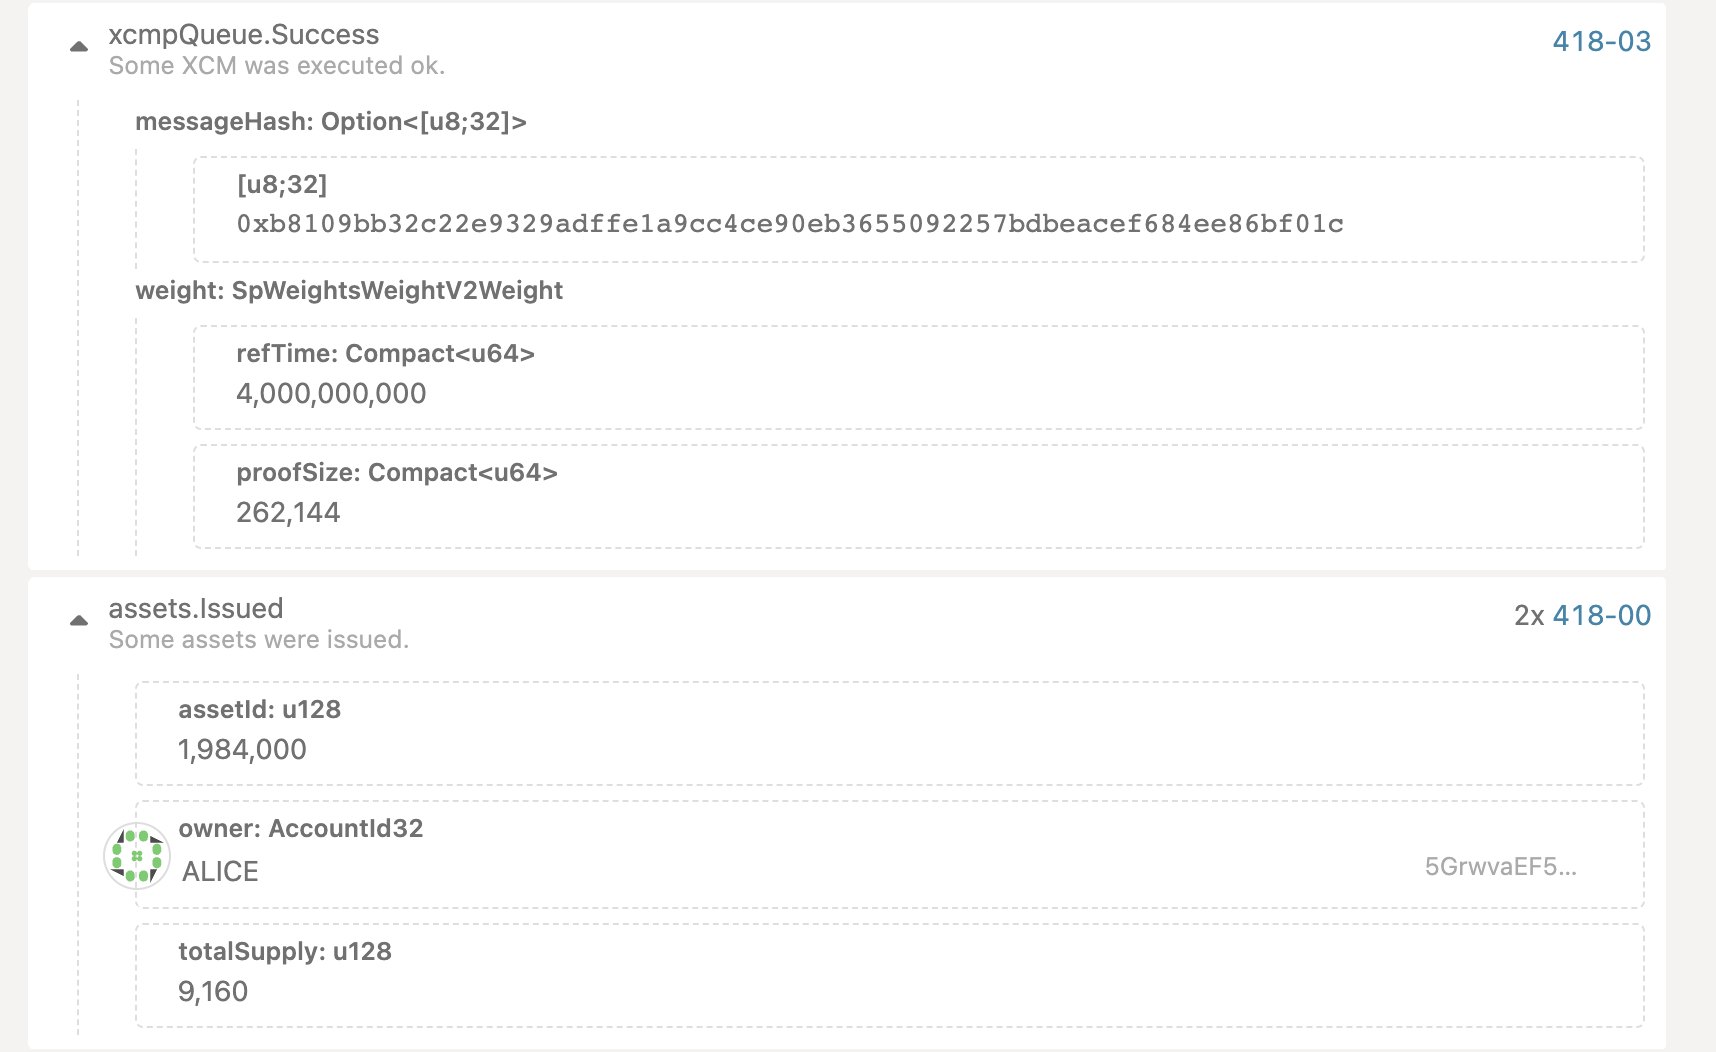 xcmpQueue.Success
418-03
Some XCM was executed ok.
messageHash: Option<[u8;32]>
[u8;32]
0xb8109bb32c22e9329adffe1a9cc4ce90eb3655092257bdbeacef684ee86bf01c
weight: SpWeightsWeightV2Weight
refTime: Compact<u64>
4,000,000,000
proofSize: Compact<u64>
262,144
assets.Issued
2x 418-00
Some assets were issued.
assetId: u128
1,984,000
owner: AccountId32
ALICE
5GrwvaEF5...
totalSupply: u128
9,160